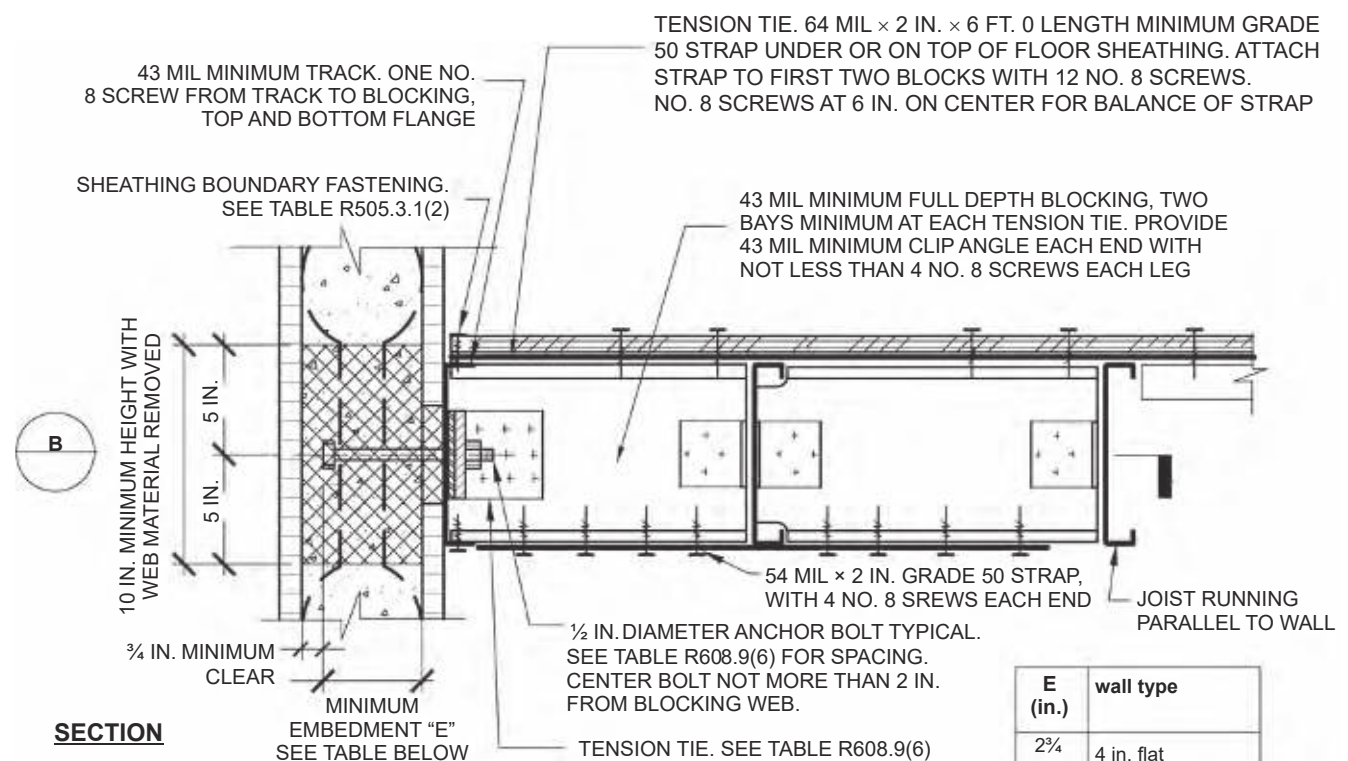 TENSION TIE. 64 MIL × 2 IN. × 6 FT. 0 LENGTH MINIMUM GRADE
50 STRAP UNDER OR ON TOP OF FLOOR SHEATHING. ATTACH
STRAP TO FIRST TWO BLOCKS WITH 12 NO. 8 SCREWS.
NO. 8 SCREWS AT 6 IN. ON CENTER FOR BALANCE OF STRAP
43 MIL MINIMUM TRACK. ONE NO.
8 SCREW FROM TRACK TO BLOCKING,
TOP AND BOTTOM FLANGE
SHEATHING BOUNDARY FASTENING.
SEE TABLE R505.3.1(2)
43 MIL MINIMUM FULL DEPTH BLOCKING, TWO
BAYS MINIMUM AT EACH TENSION TIE. PROVIDE
43 MIL MINIMUM CLIP ANGLE EACH END WITH
NOT LESS THAN 4 NO. 8 SCREWS EACH LEG
B
10 IN. MINIMUM HEIGHT WITH
WEB MATERIAL REMOVED
5 IN.
5 IN.
54 MIL × 2 IN. GRADE 50 STRAP,
WITH 4 NO. 8 SREWS EACH END
JOIST RUNNING
PARALLEL TO WALL
½ IN. DIAMETER ANCHOR BOLT TYPICAL.
SEE TABLE R608.9(6) FOR SPACING.
CENTER BOLT NOT MORE THAN 2 IN.
FROM BLOCKING WEB.
¾ IN. MINIMUM
CLEAR
MINIMUM
EMBEDMENT “E”
SEE TABLE BELOW
SECTION
TENSION TIE. SEE TABLE R608.9(6)
E
(in.)
wall type
2¾
4 in. flat